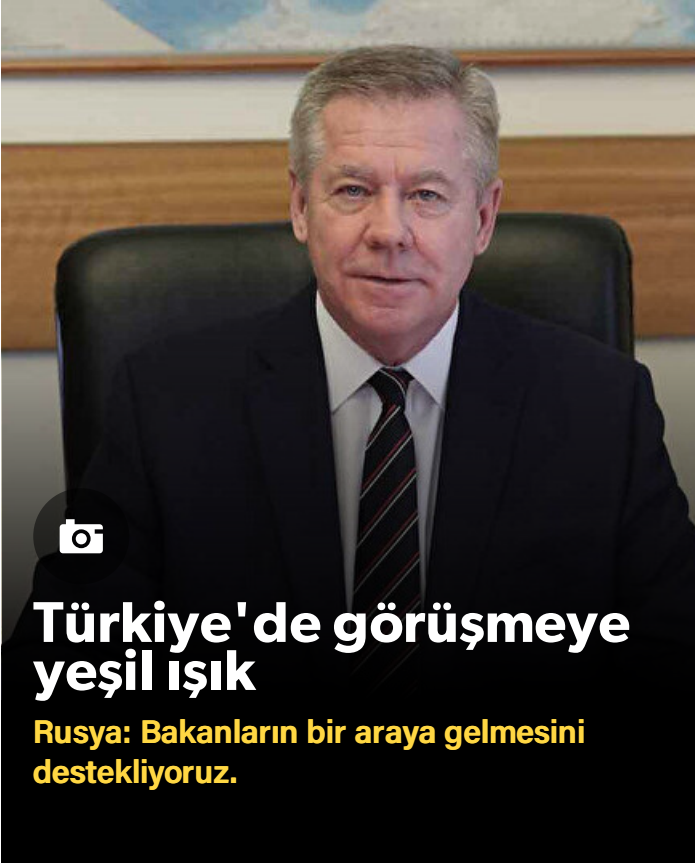 Türkiye'de görüşmeye
yeşil ışık
Rusya: Bakanların bir araya gelmesini
destekliyoruz.